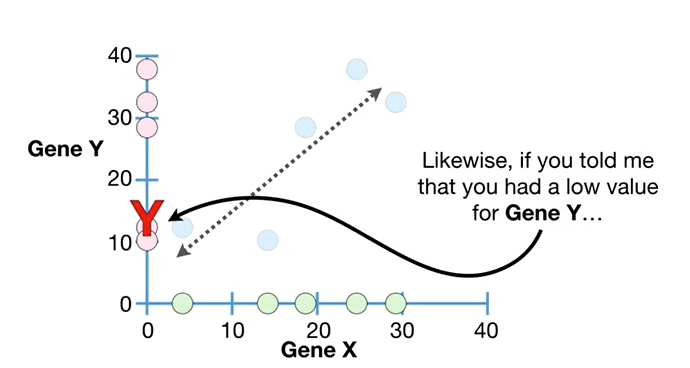 40
30
Gene Y
20
Y
10
0
Likewise, if you told me
that you had a low value
for Gene Y...
0 10 20 30 40
Gene X